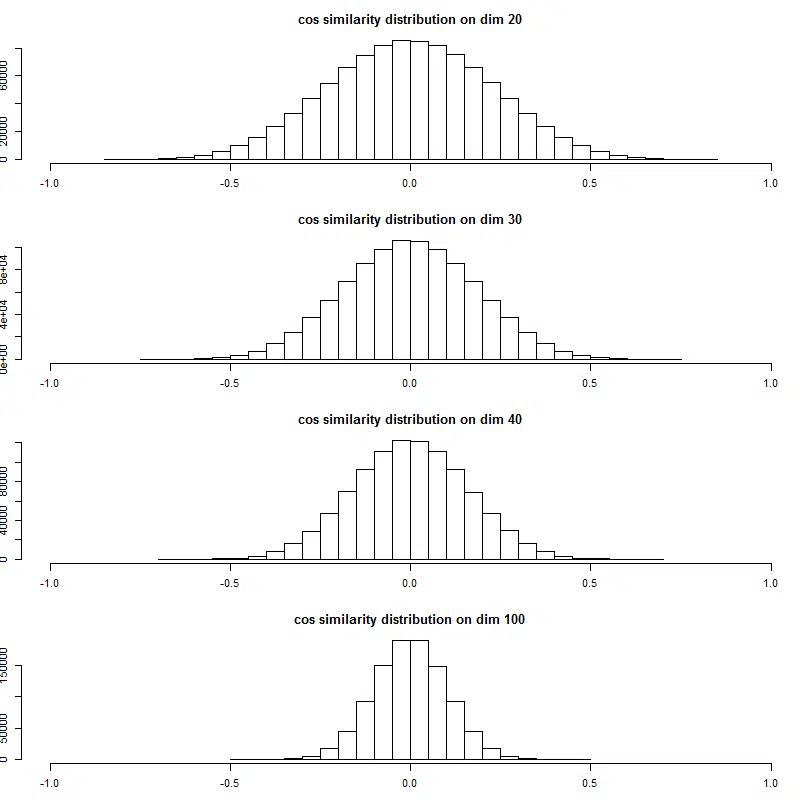 cos similarity distribution on dim 20
60000
20000
0
-1.0 -0.5 0.0 0.5 1.0
cos similarity distribution on dim 30
8e+04
4e+04
0e+00
-1.0 -0.5 0.0 0.5 1.0
cos similarity distribution on dim 40
80000
40000
0
-1.0 -0.5 0.0 0.5 1.0
cos similarity distribution on dim 100
150000
50000
0
-1.0 -0.5 0.0 0.5 1.0